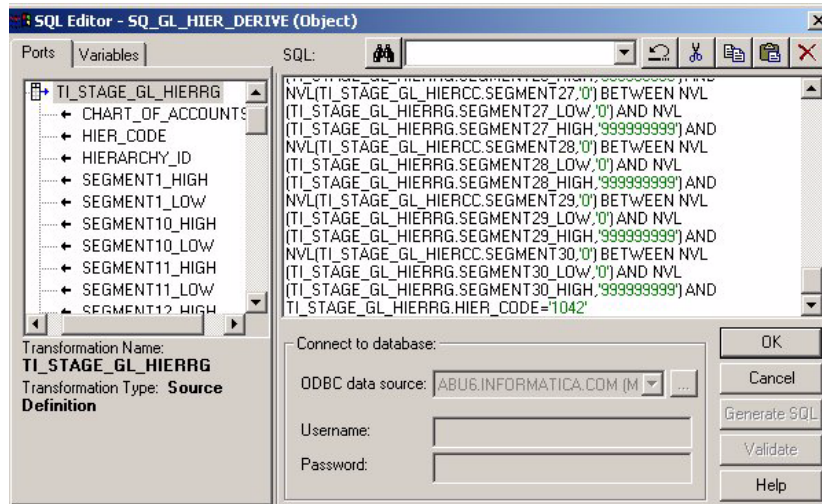 SQL Editor - SQ_GL_HIER_DERIVE (Object)
Ports
Variables
SQL:
TI_STAGE_GL_HIERRG
CHART_OF_ACCOUNTS
HIER_CODE
HIERARCHY_ID
SEGMENT1_HIGH
SEGMENT1_LOW
SEGMENT10_HIGH
SEGMENT10_LOW
SEGMENT11_HIGH
SEGMENT11_LOW
SEGMENT12_HIGH
NVL(TI_STAGE_GL_HIERCC.SEGMENT27,'0') BETWEEN NVL
(TI_STAGE_GL_HIERRG.SEGMENT27_LOW,'0') AND NVL
(TI_STAGE_GL_HIERRG.SEGMENT27_HIGH,'999999999') AND
NVL(TI_STAGE_GL_HIERCC.SEGMENT28,'0') BETWEEN NVL
(TI_STAGE_GL_HIERRG.SEGMENT28_LOW,'0') AND NVL
(TI_STAGE_GL_HIERRG.SEGMENT28_HIGH,'999999999') AND
NVL(TI_STAGE_GL_HIERCC.SEGMENT29,'0') BETWEEN NVL
(TI_STAGE_GL_HIERRG.SEGMENT29_LOW,'0') AND NVL
(TI_STAGE_GL_HIERRG.SEGMENT29_HIGH,'999999999') AND
NVL(TI_STAGE_GL_HIERCC.SEGMENT30,'0') BETWEEN NVL
(TI_STAGE_GL_HIERRG.SEGMENT30_LOW,'0') AND NVL
(TI_STAGE_GL_HIERRG.SEGMENT30_HIGH,'999999999') AND
TI_STAGE_GL_HIERRG.HIER_CODE='1042'
Transformation Name:
TI_STAGE_GL_HIERRG
Transformation Type: Source
Definition
Connect to database:
ODBC data source: ABU6.INFORMATICA.COM (M
...
Username:
Password:
OK
Cancel
Generate SQL
Validate
Help